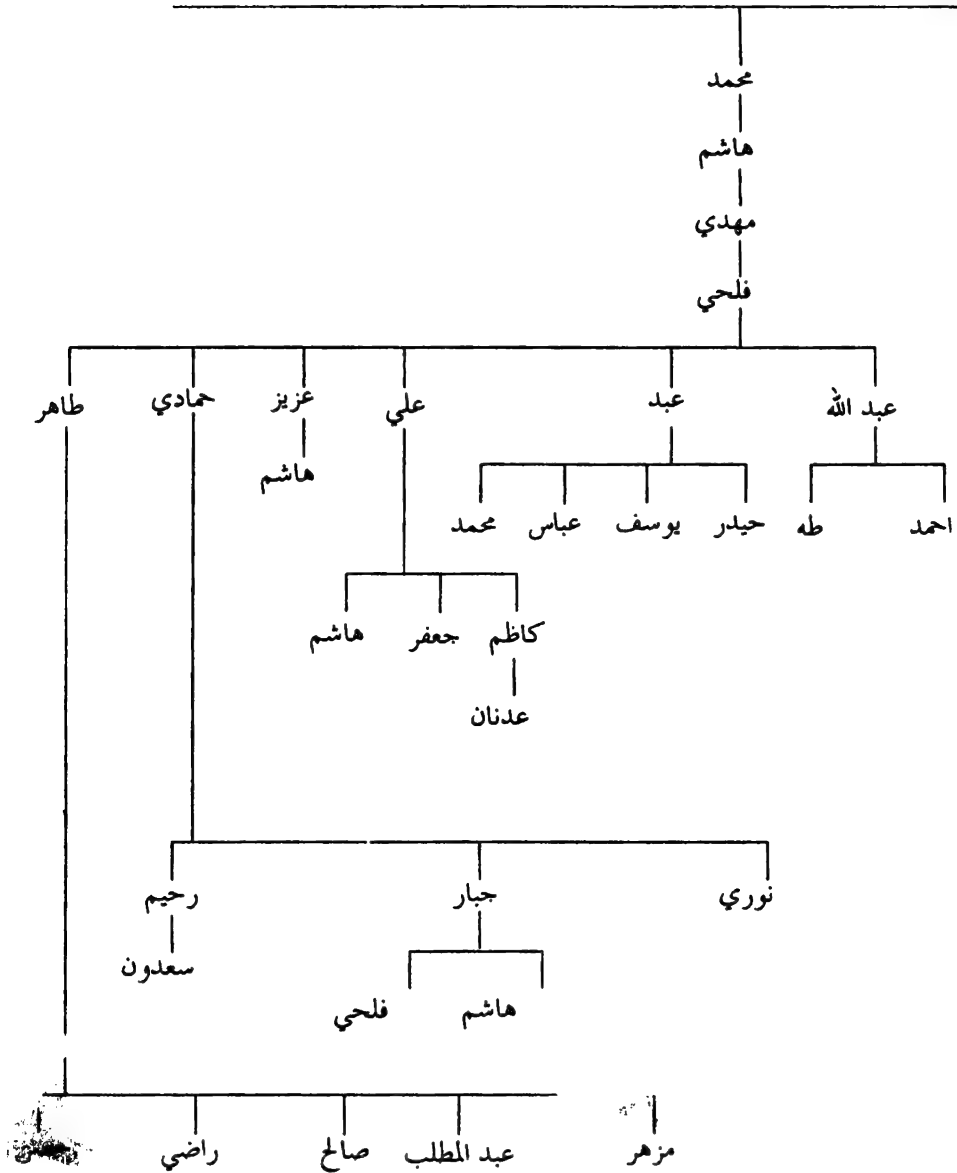 محمد
هاشم
مهدي
فلحي
عبد الله عبد علي عزيز حمادي طاهر
هاشم
احمد طه حيدر يوسف عباس محمد
كاظم جعفر هاشم
عدنان
نوري جبار رحيم
سعدون
هاشم فلحي
مزهر عبد المطلب صالح راضي